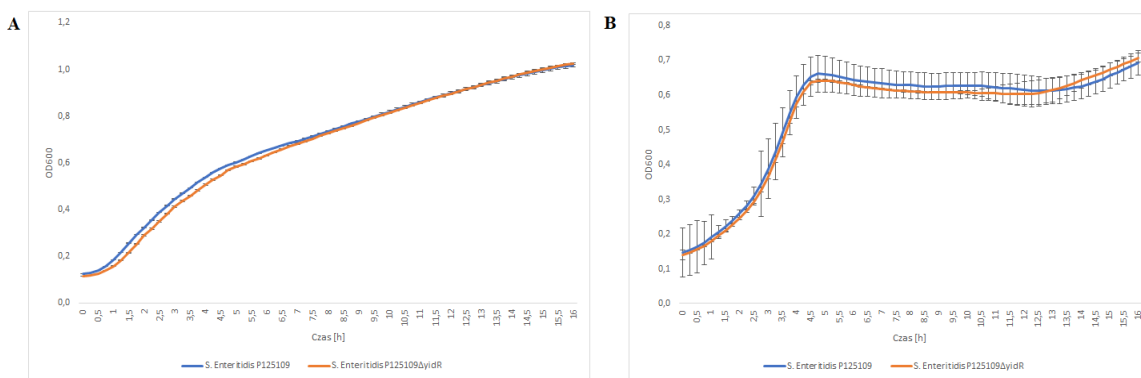 A
1,2
1,0
0,8
0,6
0,4
0,2
0,0
OD600
0 0,5 1 1,5 2 2,5 3 3,5 4 4,5 5 5,5 6 6,5 7 7,5 8 8,5 9 9,5 10 10,5 11 11,5 12 12,5 13 13,5 14 14,5 15 15,5 16
Czas [h]
S. Enteritidis P125109 S. Enteritidis P125109ΔyidR
B
0,8
0,7
0,6
0,5
0,4
0,3
0,2
0,1
0,0
OD600
0 0,5 1 1,5 2 2,5 3 3,5 4 4,5 5 5,5 6 6,5 7 7,5 8 8,5 9 9,5 10 10,5 11 11,5 12 12,5 13 13,5 14 14,5 15 15,5 16
Czas [h]
S. Enteritidis P125109 S. Enteritidis P125109ΔyidR